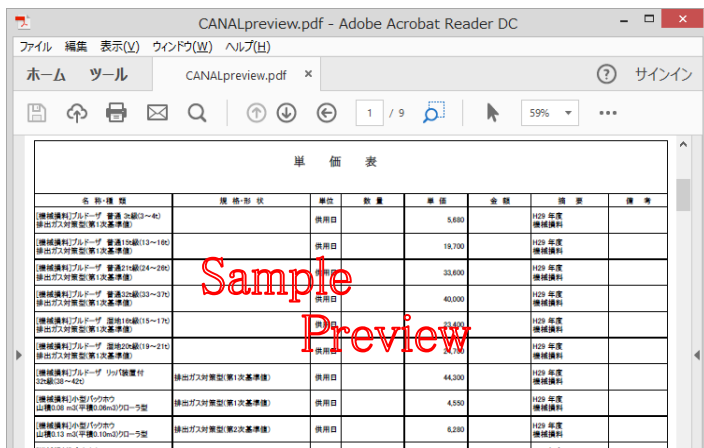 CANALpreview.pdf - Adobe Acrobat Reader DC
ファイル 編集 表示(V) ウィンドウ(W) ヘルプ(H)
ホーム ツール CANALpreview.pdf × ? サインイン
1 / 9 59%
単 価 表
名 称・種 類 規 格・形 状 単位 数 量 単 価 金 額 摘 要 備 考
[機械損料]ブルドーザ 普通 3t級(3～4t) H29 年度
排出ガス対策型(第1次基準値) 供用日 5,680 機械損料
[機械損料]ブルドーザ 普通15t級(13～16t) H29 年度
排出ガス対策型(第1次基準値) 供用日 19,700 機械損料
[機械損料]ブルドーザ 普通21t級(24～26t) H29 年度
排出ガス対策型(第1次基準値) 供用日 33,600 機械損料
[機械損料]ブルドーザ 普通32t級(33～37t) H29 年度
排出ガス対策型(第1次基準値) 供用日 40,000 機械損料
[機械損料]ブルドーザ 湿地16t級(15～17t) H29 年度
排出ガス対策型(第1次基準値) 供用日 23,400 機械損料
[機械損料]ブルドーザ 湿地20t級(19～21t) H29 年度
排出ガス対策型(第1次基準値) 供用日 機械損料
[機械損料]ブルドーザ リッパ装置付 H29 年度
32t級(38～42t) 排出ガス対策型(第1次基準値) 供用日 44,300 機械損料
[機械損料]小型バックホウ H29 年度
山積0.08 m3(平積0.06m3)クローラ型 排出ガス対策型(第1次基準値) 供用日 4,550 機械損料
[機械損料]小型バックホウ H29 年度
山積0.13 m3(平積0.10m3)クローラ型 排出ガス対策型(第2次基準値) 供用日 6,280 機械損料
Sample
Preview